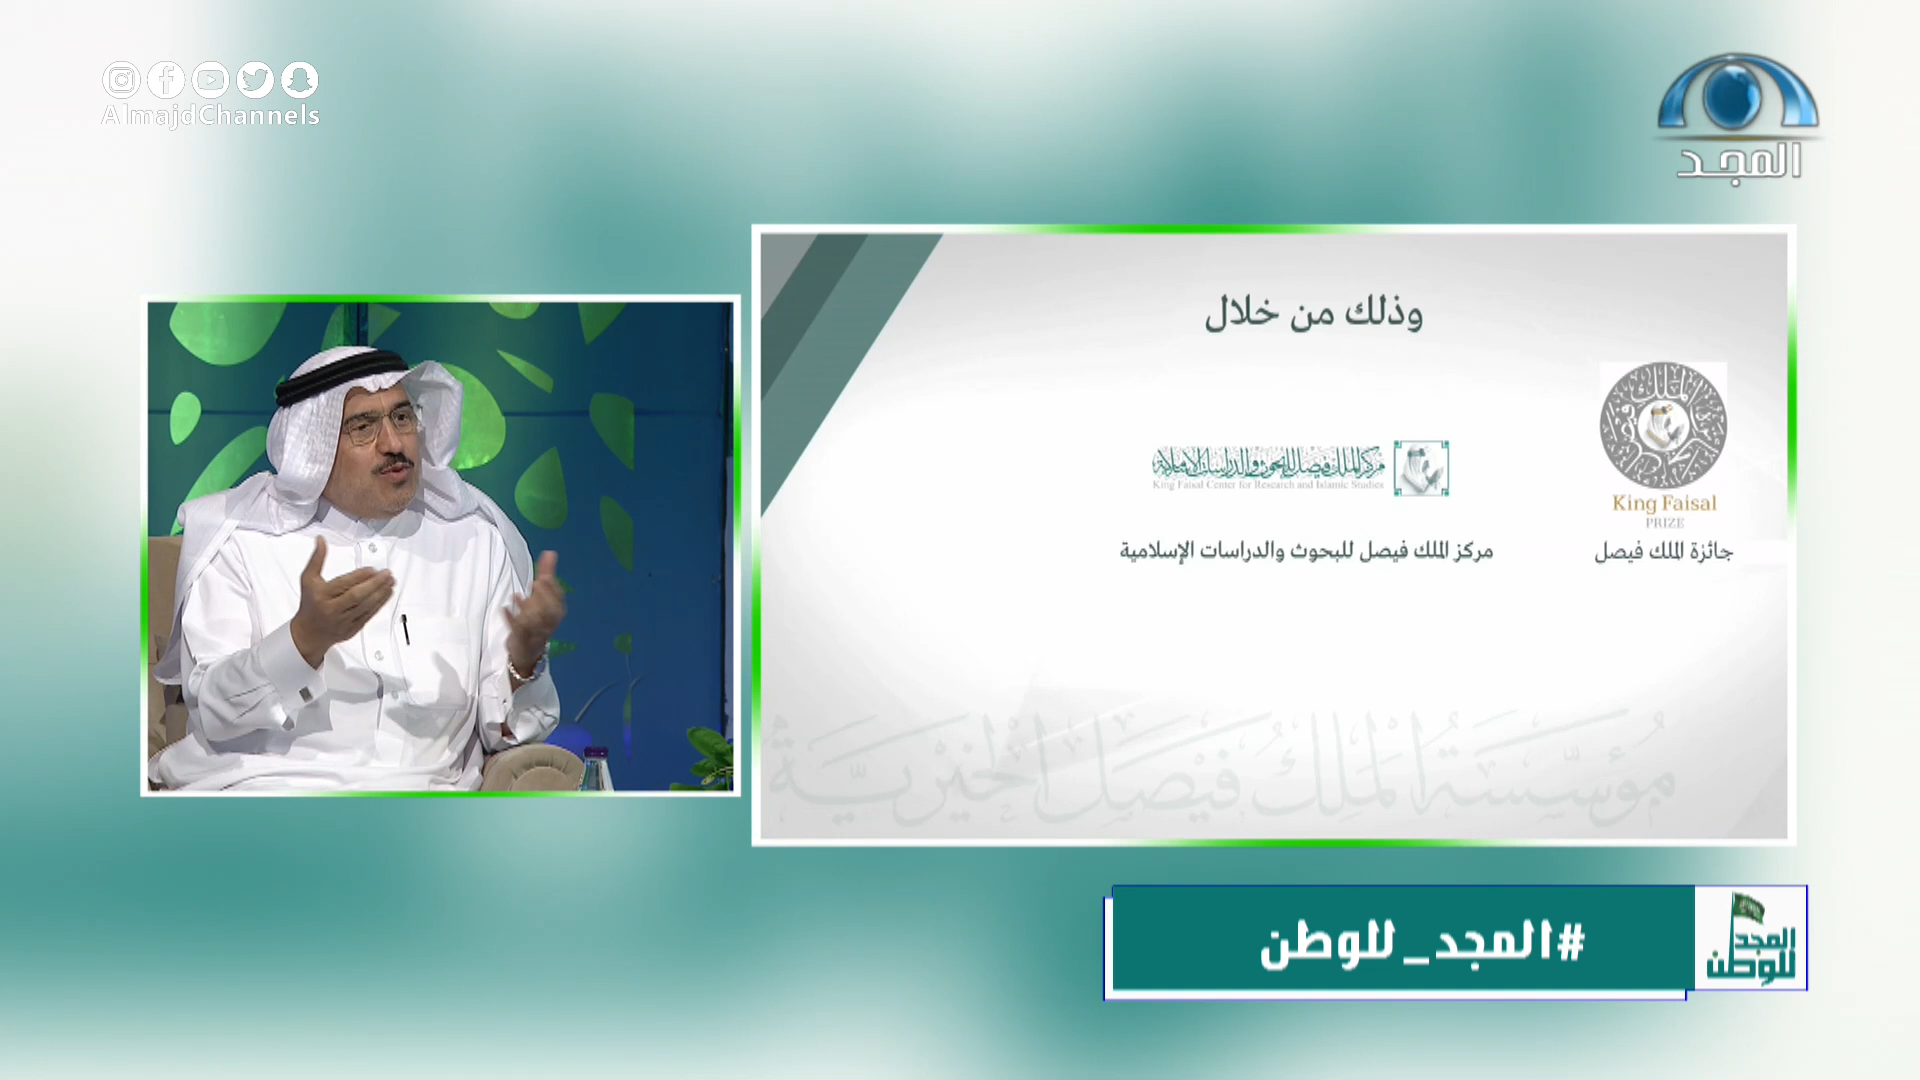 AlmajdChannels
المجد
وذلك من خلال
مركز الملك فيصل للبحوث والدراسات الإسلامية
King Faisal Center for Research and Islamic Studies
King Faisal
PRIZE
مركز الملك فيصل للبحوث والدراسات الإسلامية
جائزة الملك فيصل
مؤسسة الملك فيصل الخيرية
#المجد_للوطن
المجد
للوطن